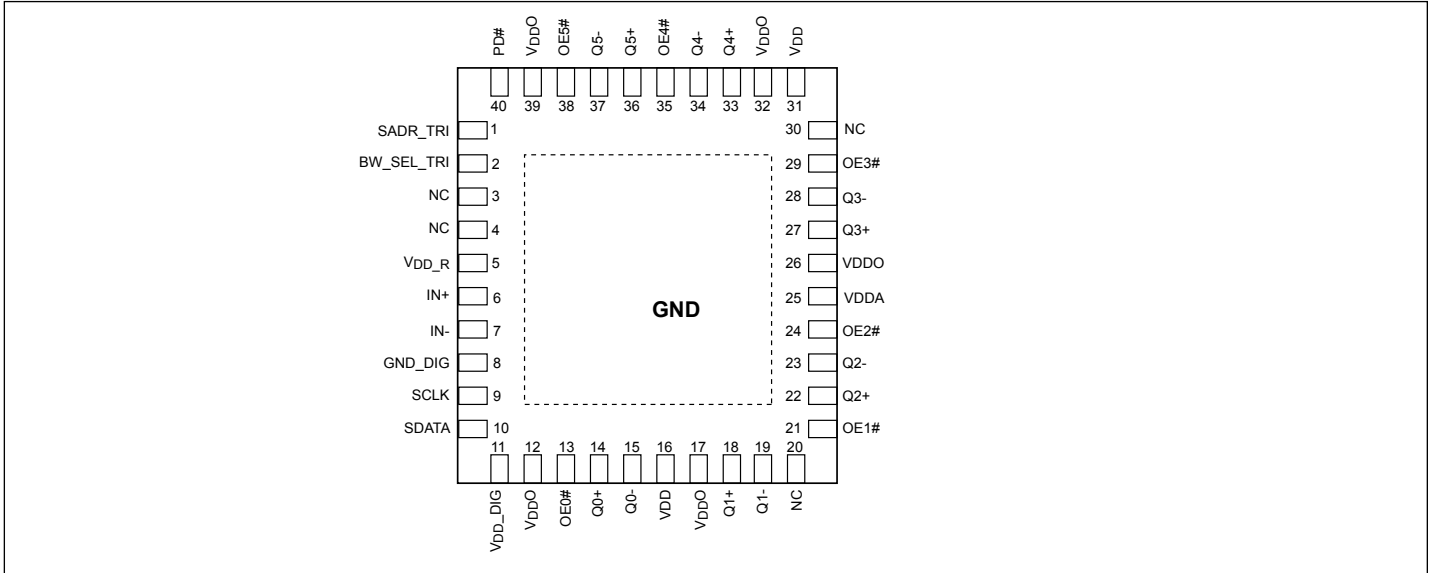 PD# VDDO OE5# Q5- Q5+ OE4# Q4- Q4+ VDDO VDD
40 39 38 37 36 35 34 33 32 31
SADR_TRI 1 30 NC
BW_SEL_TRI 2 29 OE3#
NC 3 28 Q3-
NC 4 27 Q3+
VDD_R 5 26 VDDO
IN+ 6 25 VDDA
GND
IN- 7 24 OE2#
GND_DIG 8 23 Q2-
SCLK 9 22 Q2+
SDATA 10 21 OE1#
11 12 13 14 15 16 17 18 19 20
VDD_DIG VDDO OE0# Q0+ Q0- VDD VDDO Q1+ Q1- NC